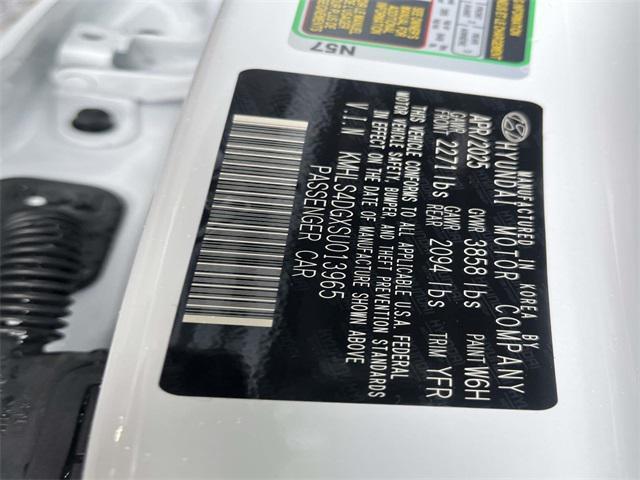 MANUFACTURED IN KOREA BY
HYUNDAI MOTOR COMPANY
APR/2025 GVWR 3858 lbs PAINT W6H
GAWR FRONT 2271 lbs GAWR REAR 2094 lbs TRIM YFR
THIS VEHICLE CONFORMS TO ALL APPLICABLE U.S.A. FEDERAL
MOTOR VEHICLE SAFETY, BUMPER, AND THEFT PREVENTION STANDARDS
IN EFFECT ON THE DATE OF MANUFACTURE SHOWN ABOVE
V.I.N KMHLS4DGXSU013965
PASSENGER CAR
N57